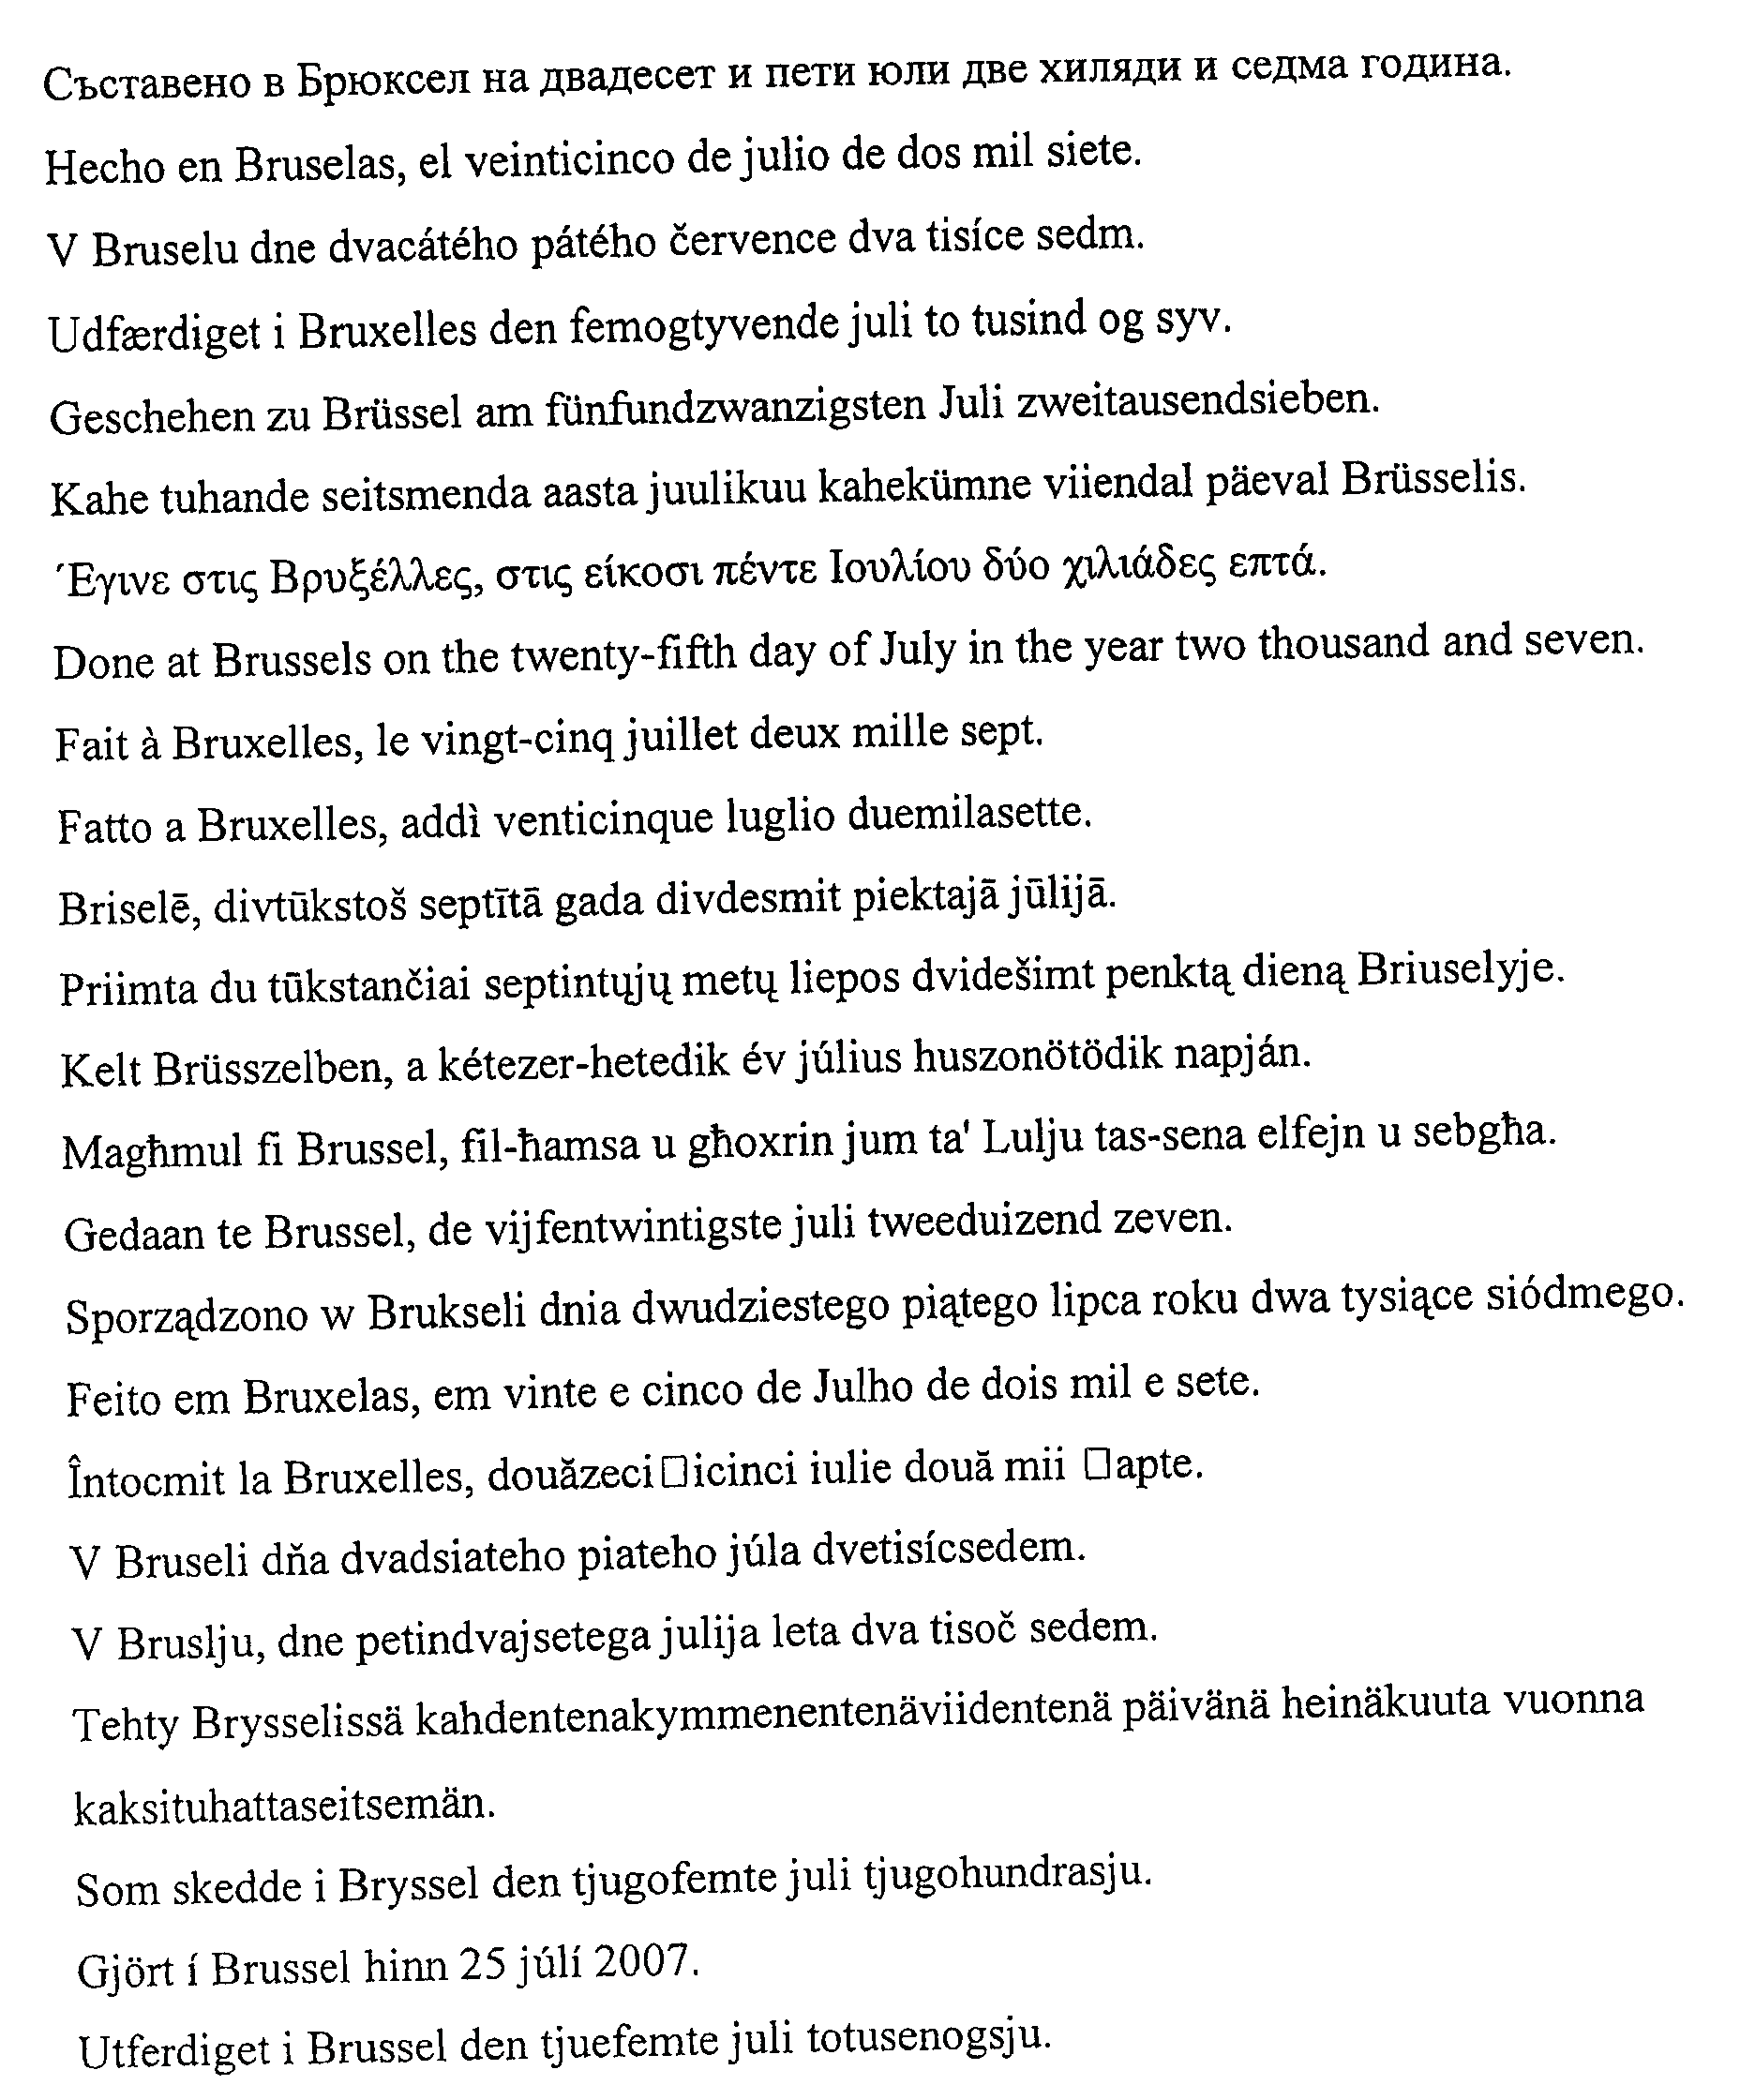 Съставено в Брюксел на двадесет и пети юли две хиляди и седма година.
Hecho en Bruselas, el veinticinco de julio de dos mil siete.
V Bruselu dne dvacátého pátého července dva tisíce sedm.
Udfærdiget i Bruxelles den femogtyvende juli to tusind og syv.
Geschehen zu Brüssel am fünfundzwanzigsten Juli zweitausendsieben.
Kahe tuhande seitsmenda aasta juulikuu kahekümne viiendal päeval Brüsselis.
Έγινε στις Βρυξέλλες, στις είκοσι πέντε Ιουλίου δύο χιλιάδες επτά.
Done at Brussels on the twenty-fifth day of July in the year two thousand and seven.
Fait à Bruxelles, le vingt-cinq juillet deux mille sept.
Fatto a Bruxelles, addì venticinque luglio duemilasette.
Briselē, divtūkstoš septītā gada divdesmit piektajā jūlijā.
Priimta du tūkstančiai septintųjų metų liepos dvidešimt penktą dieną Briuselyje.
Kelt Brüsszelben, a kétezer-hetedik év július huszonötödik napján.
Magħmul fi Brussel, fil-ħamsa u għoxrin jum ta' Lulju tas-sena elfejn u sebgħa.
Gedaan te Brussel, de vijfentwintigste juli tweeduizend zeven.
Sporządzono w Brukseli dnia dwudziestego piątego lipca roku dwa tysiące siódmego.
Feito em Bruxelas, em vinte e cinco de Julho de dois mil e sete.
Întocmit la Bruxelles, douăzeci□icinci iulie două mii □apte.
V Bruseli dňa dvadsiateho piateho júla dvetisícsedem.
V Bruslju, dne petindvajsetega julija leta dva tisoč sedem.
Tehty Brysselissä kahdentenakymmenentenäviidentenä päivänä heinäkuuta vuonna
kaksituhattaseitsemän.
Som skedde i Bryssel den tjugofemte juli tjugohundrasju.
Gjört í Brussel hinn 25 júlí 2007.
Utferdiget i Brussel den tjuefemte juli totusenogsju.